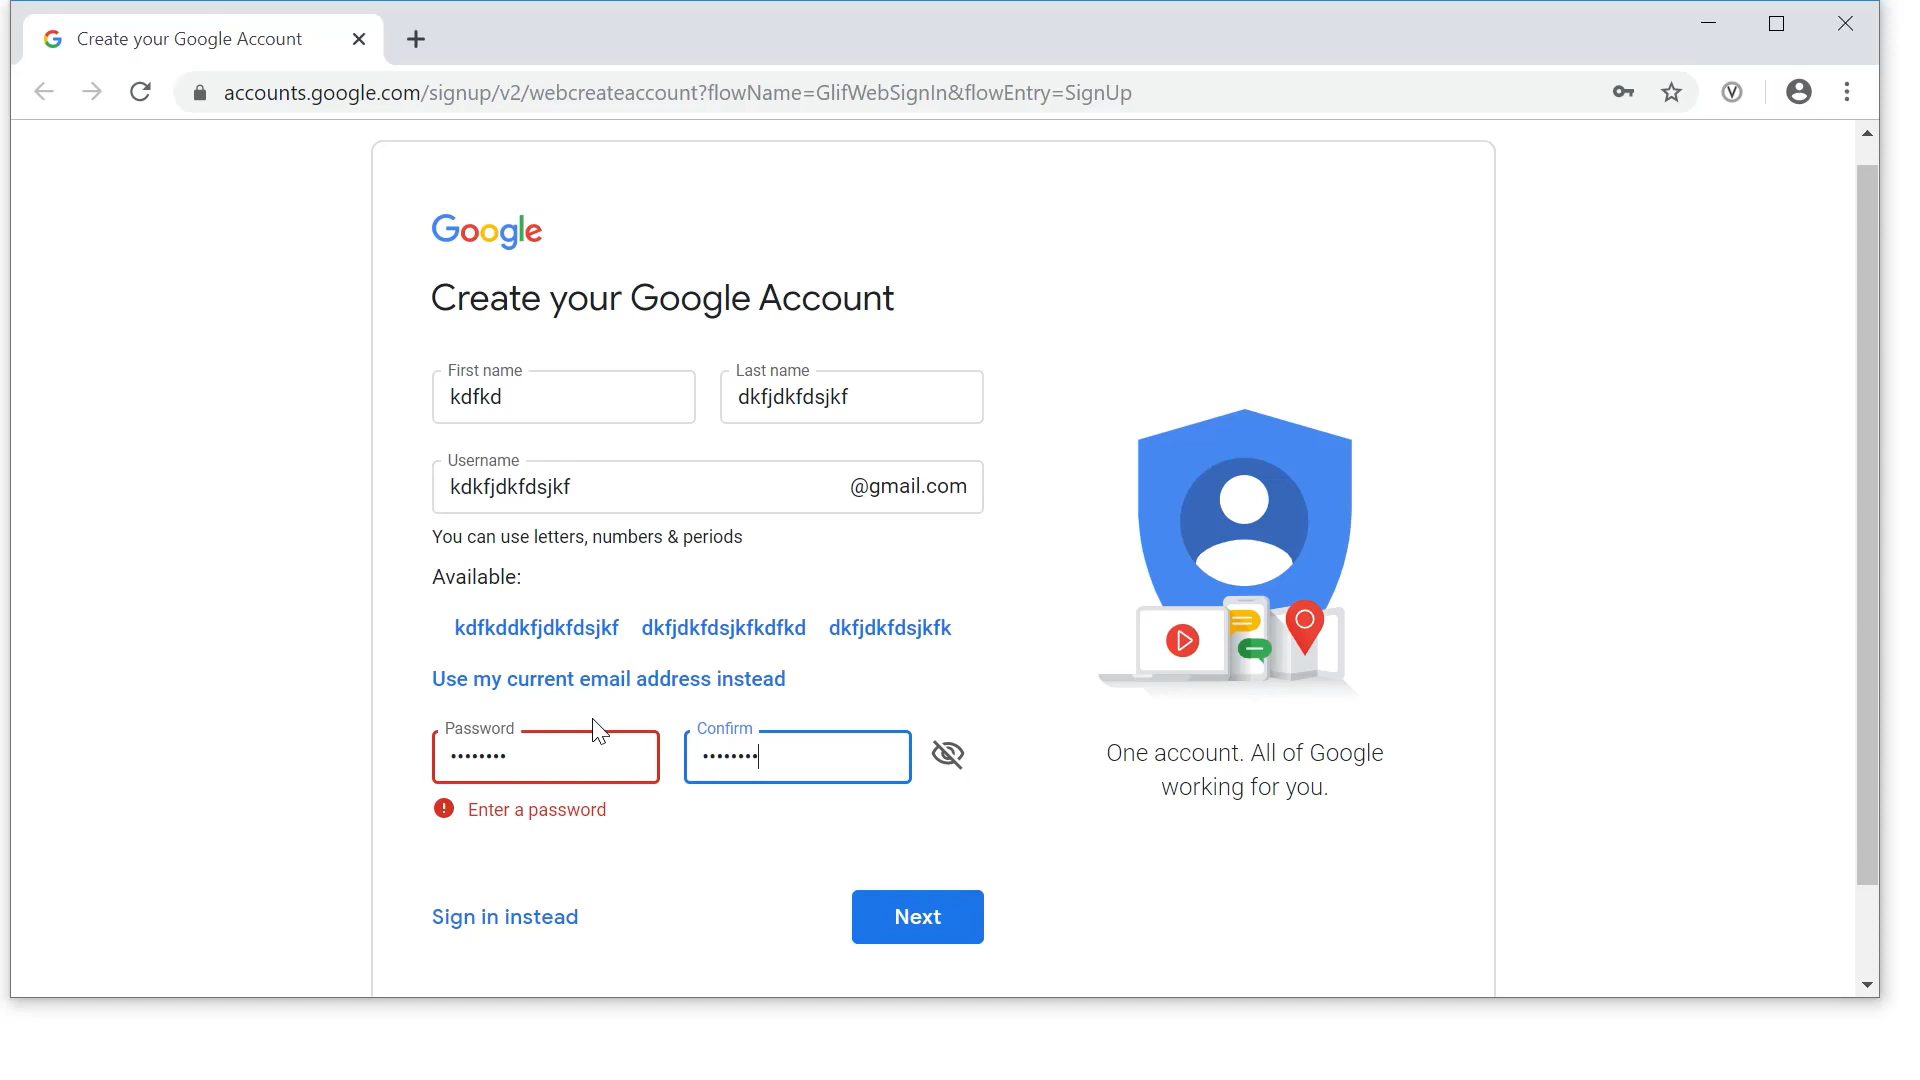 Create your Google Account
accounts.google.com/signup/v2/webcreateaccount?flowName=GlifWebSignIn&flowEntry=SignUp
Google
Create your Google Account
First name
Last name
kdfkd
dkfjdkfdsjkf
Username
kdkfjdkfdsjkf
@gmail.com
You can use letters, numbers & periods
Available:
kdfkddkfjdkfdsjkf dkfjdkfdsjkfkdfkd dkfjdkfdsjkfk
Use my current email address instead
Password
Confirm
••••••••
••••••••
Enter a password
Sign in instead
Next
One account. All of Google
working for you.